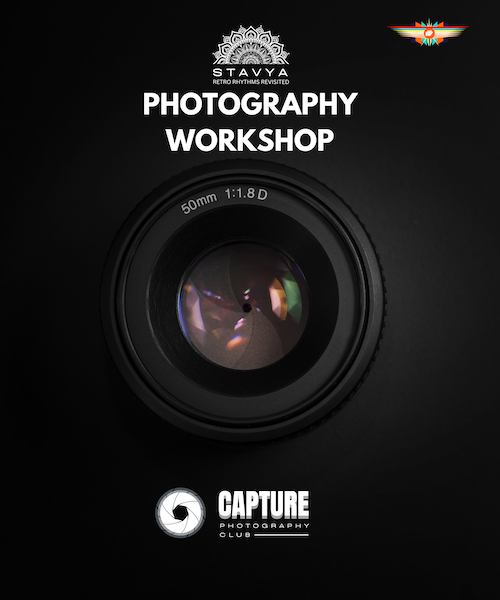 STAVYA
RETRO RHYTHMS REVISITED
PHOTOGRAPHY
WORKSHOP
50mm 1:1.8 D
CAPTURE
PHOTOGRAPHY
CLUB